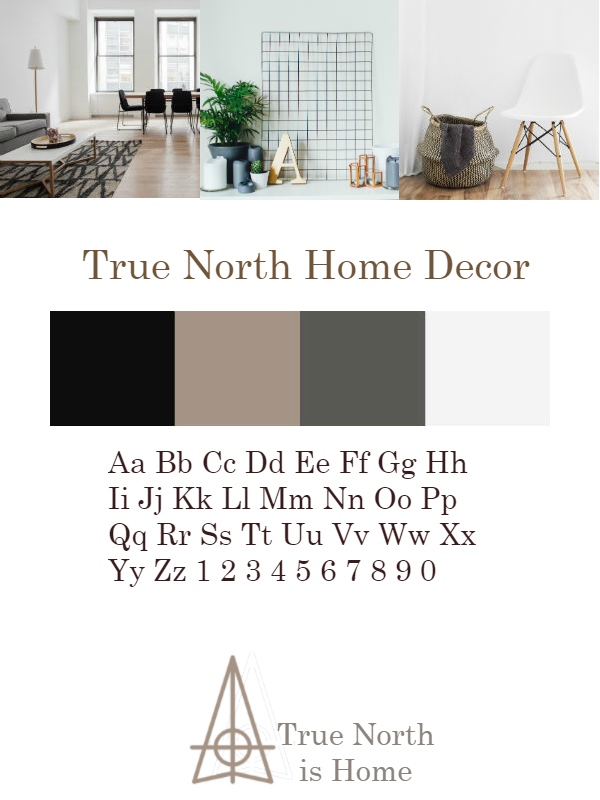 A
True North Home Decor
Aa Bb Cc Dd Ee Ff Gg Hh
Ii Jj Kk Ll Mm Nn Oo Pp
Qq Rr Ss Tt Uu Vv Ww Xx
Yy Zz 1 2 3 4 5 6 7 8 9 0
True North
is Home